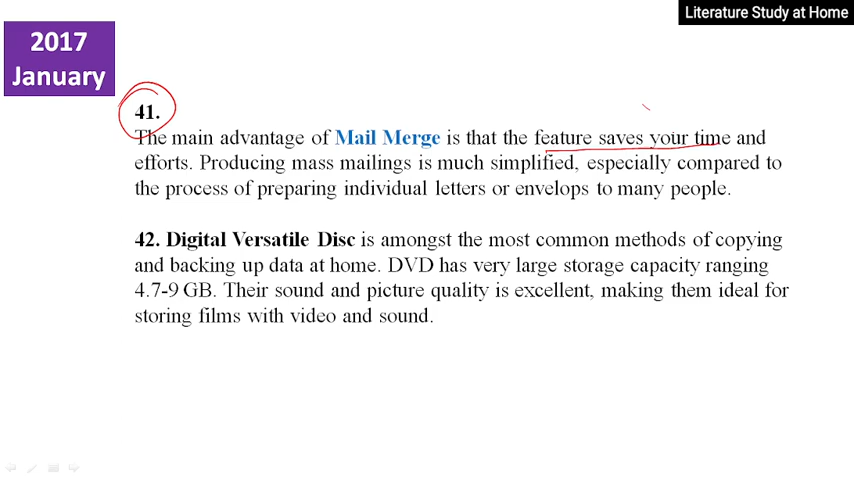 Literature Study at Home
2017
January
41.
The main advantage of Mail Merge is that the feature saves your time and
efforts. Producing mass mailings is much simplified, especially compared to
the process of preparing individual letters or envelops to many people.
42. Digital Versatile Disc is amongst the most common methods of copying
and backing up data at home. DVD has very large storage capacity ranging
4.7-9 GB. Their sound and picture quality is excellent, making them ideal for
storing films with video and sound.